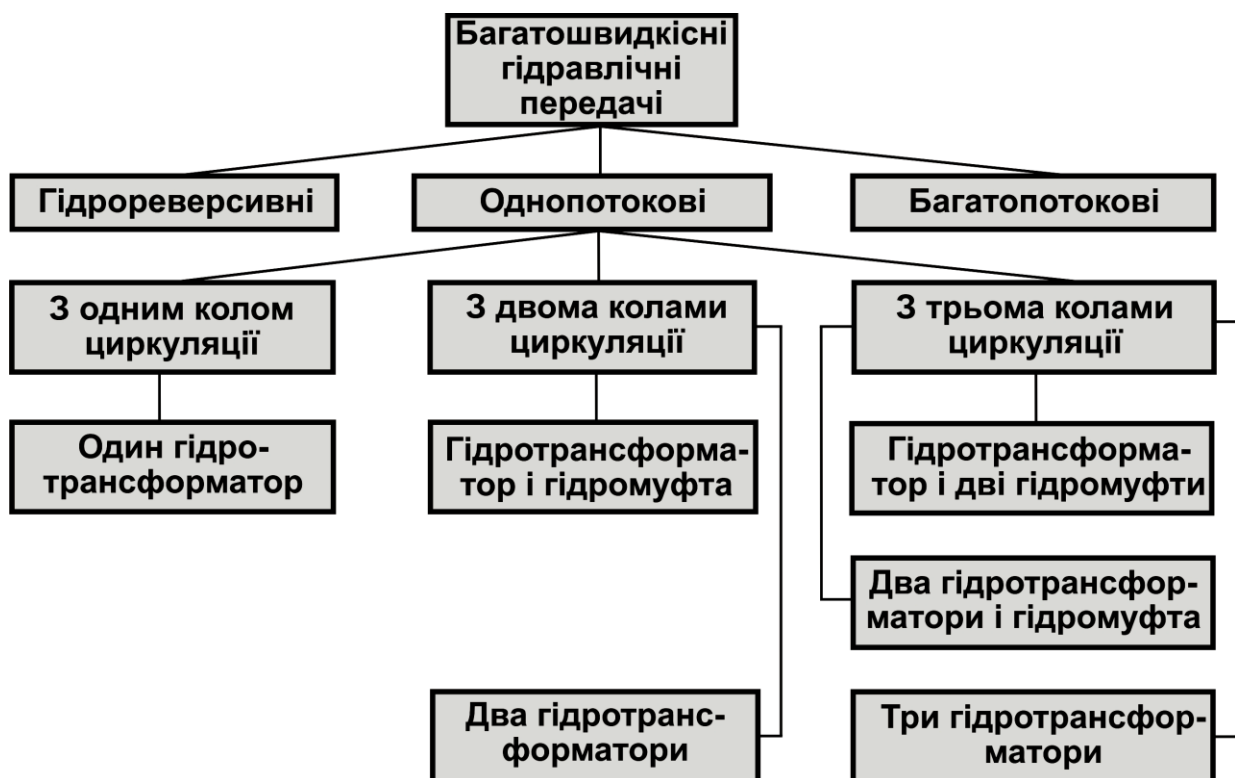 Багатошвидкісні
гідравлічні
передачі
Гідрореверсивні
Однопотокові
Багатопотокові
З одним колом
циркуляції
З двома колами
циркуляції
З трьома колами
циркуляції
Один гідро-
трансформатор
Гідротрансформа-
тор і гідромуфта
Гідротрансформа-
тор і дві гідромуфти
Два гідротрансфор-
матори і гідромуфта
Два гідротранс-
форматори
Три гідротрансфор-
матори